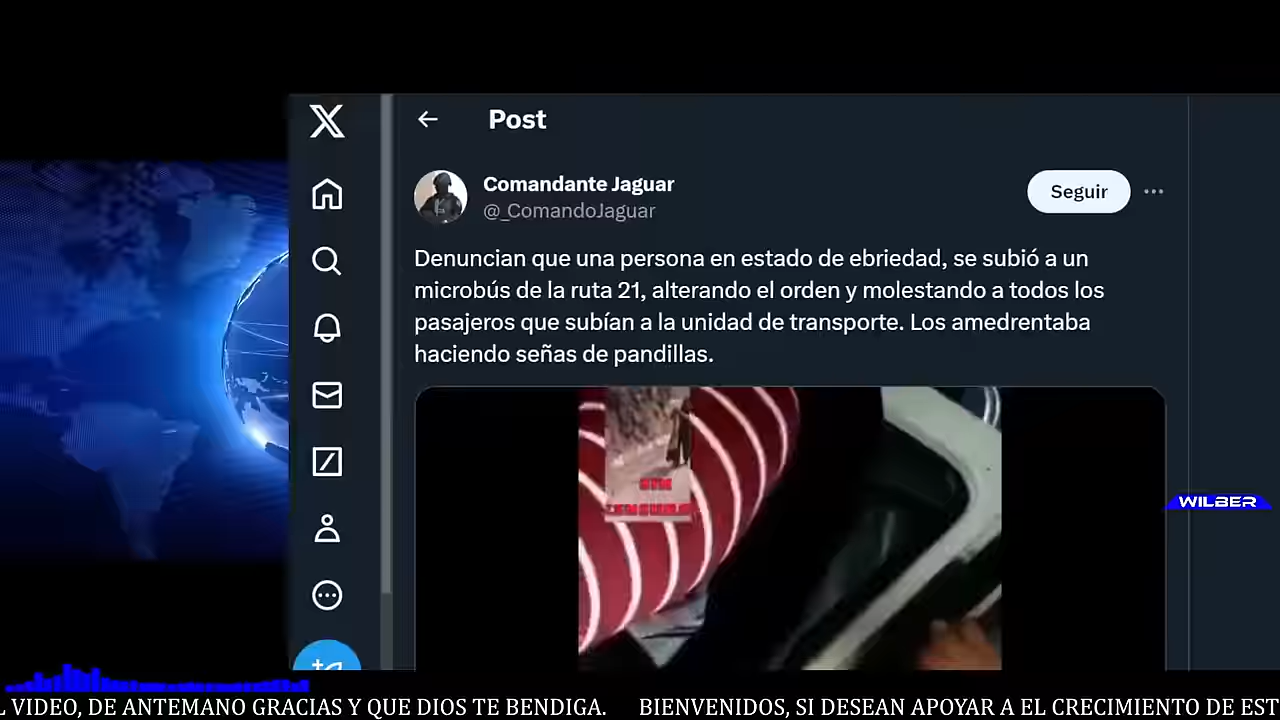 Post
Comandante Jaguar
@_ComandoJaguar
Seguir
Denuncian que una persona en estado de ebriedad, se subió a un
microbús de la ruta 21, alterando el orden y molestando a todos los
pasajeros que subían a la unidad de transporte. Los amedrentaba
haciendo señas de pandillas.
SIN
CENSURA
WILBER
L VIDEO, DE ANTEMANO GRACIAS Y QUE DIOS TE BENDIGA. BIENVENIDOS, SI DESEAN APOYAR A EL CRECIMIENTO DE EST